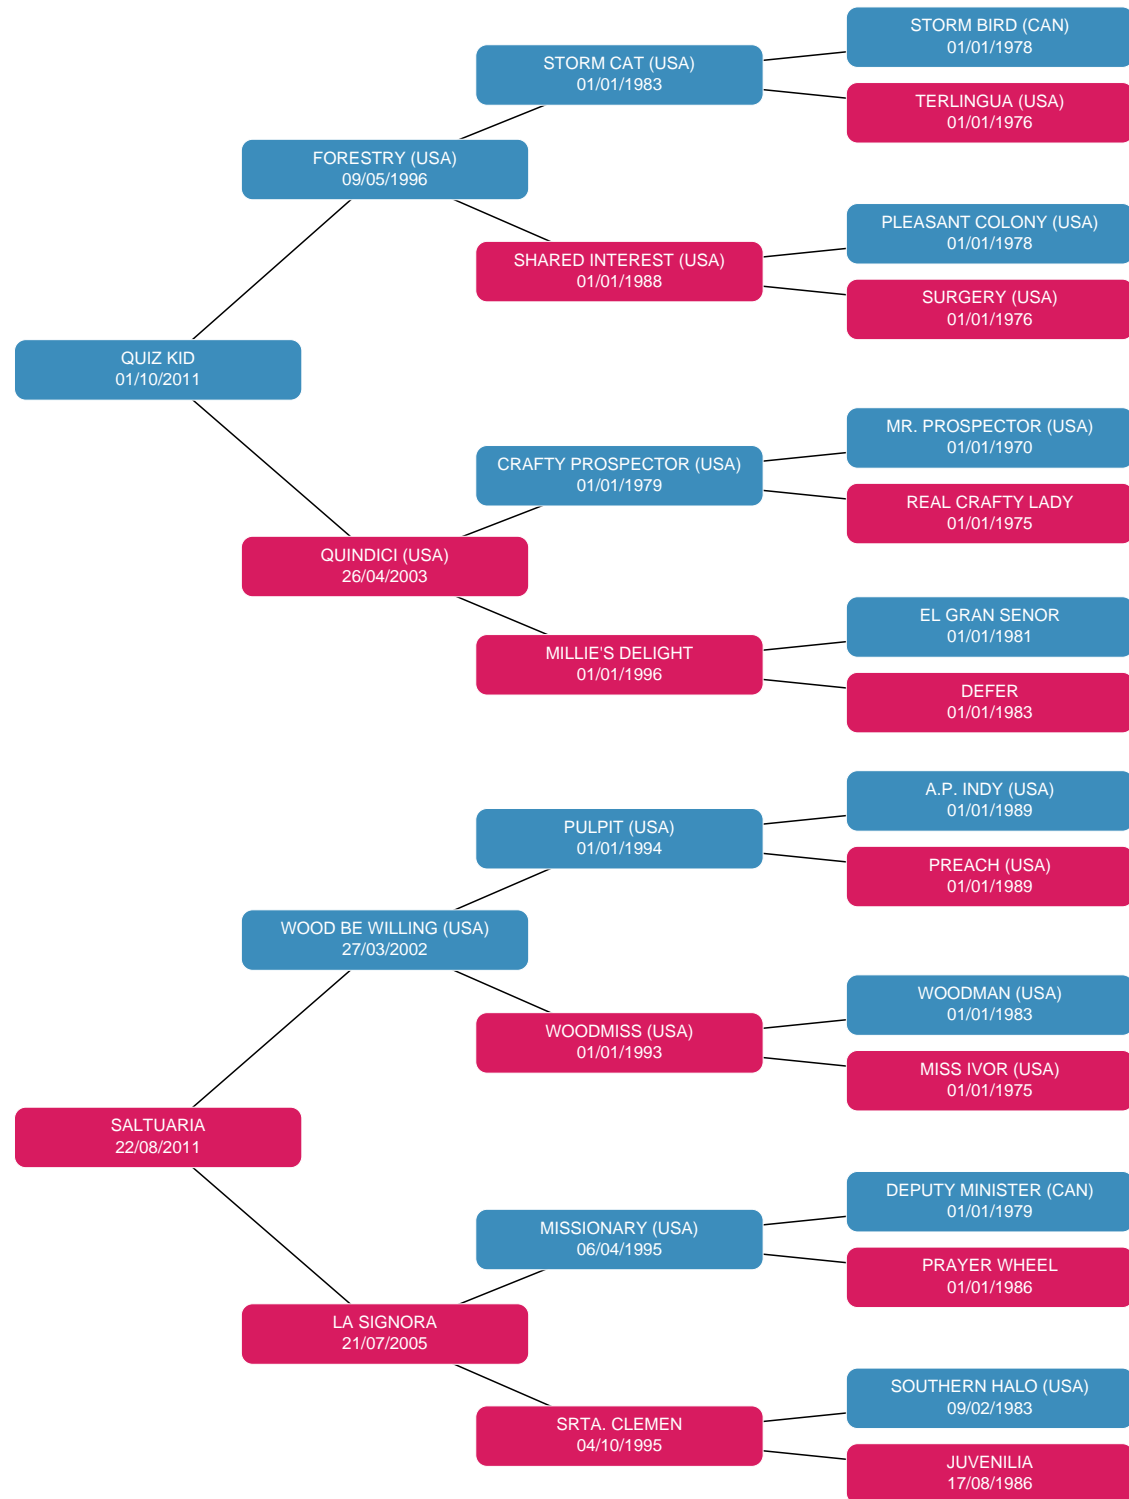 STORM BIRD (CAN)
01/01/1978
STORM CAT (USA)
01/01/1983
TERLINGUA (USA)
01/01/1976
FORESTRY (USA)
09/05/1996
PLEASANT COLONY (USA)
01/01/1978
SHARED INTEREST (USA)
01/01/1988
SURGERY (USA)
01/01/1976
QUIZ KID
01/10/2011
MR. PROSPECTOR (USA)
01/01/1970
CRAFTY PROSPECTOR (USA)
01/01/1979
REAL CRAFTY LADY
01/01/1975
QUINDICI (USA)
26/04/2003
EL GRAN SENOR
01/01/1981
MILLIE'S DELIGHT
01/01/1996
DEFER
01/01/1983
A.P. INDY (USA)
01/01/1989
PULPIT (USA)
01/01/1994
PREACH (USA)
01/01/1989
WOOD BE WILLING (USA)
27/03/2002
WOODMAN (USA)
01/01/1983
WOODMISS (USA)
01/01/1993
MISS IVOR (USA)
01/01/1975
SALTUARIA
22/08/2011
DEPUTY MINISTER (CAN)
01/01/1979
MISSIONARY (USA)
06/04/1995
PRAYER WHEEL
01/01/1986
LA SIGNORA
21/07/2005
SOUTHERN HALO (USA)
09/02/1983
SRTA. CLEMEN
04/10/1995
JUVENILIA
17/08/1986